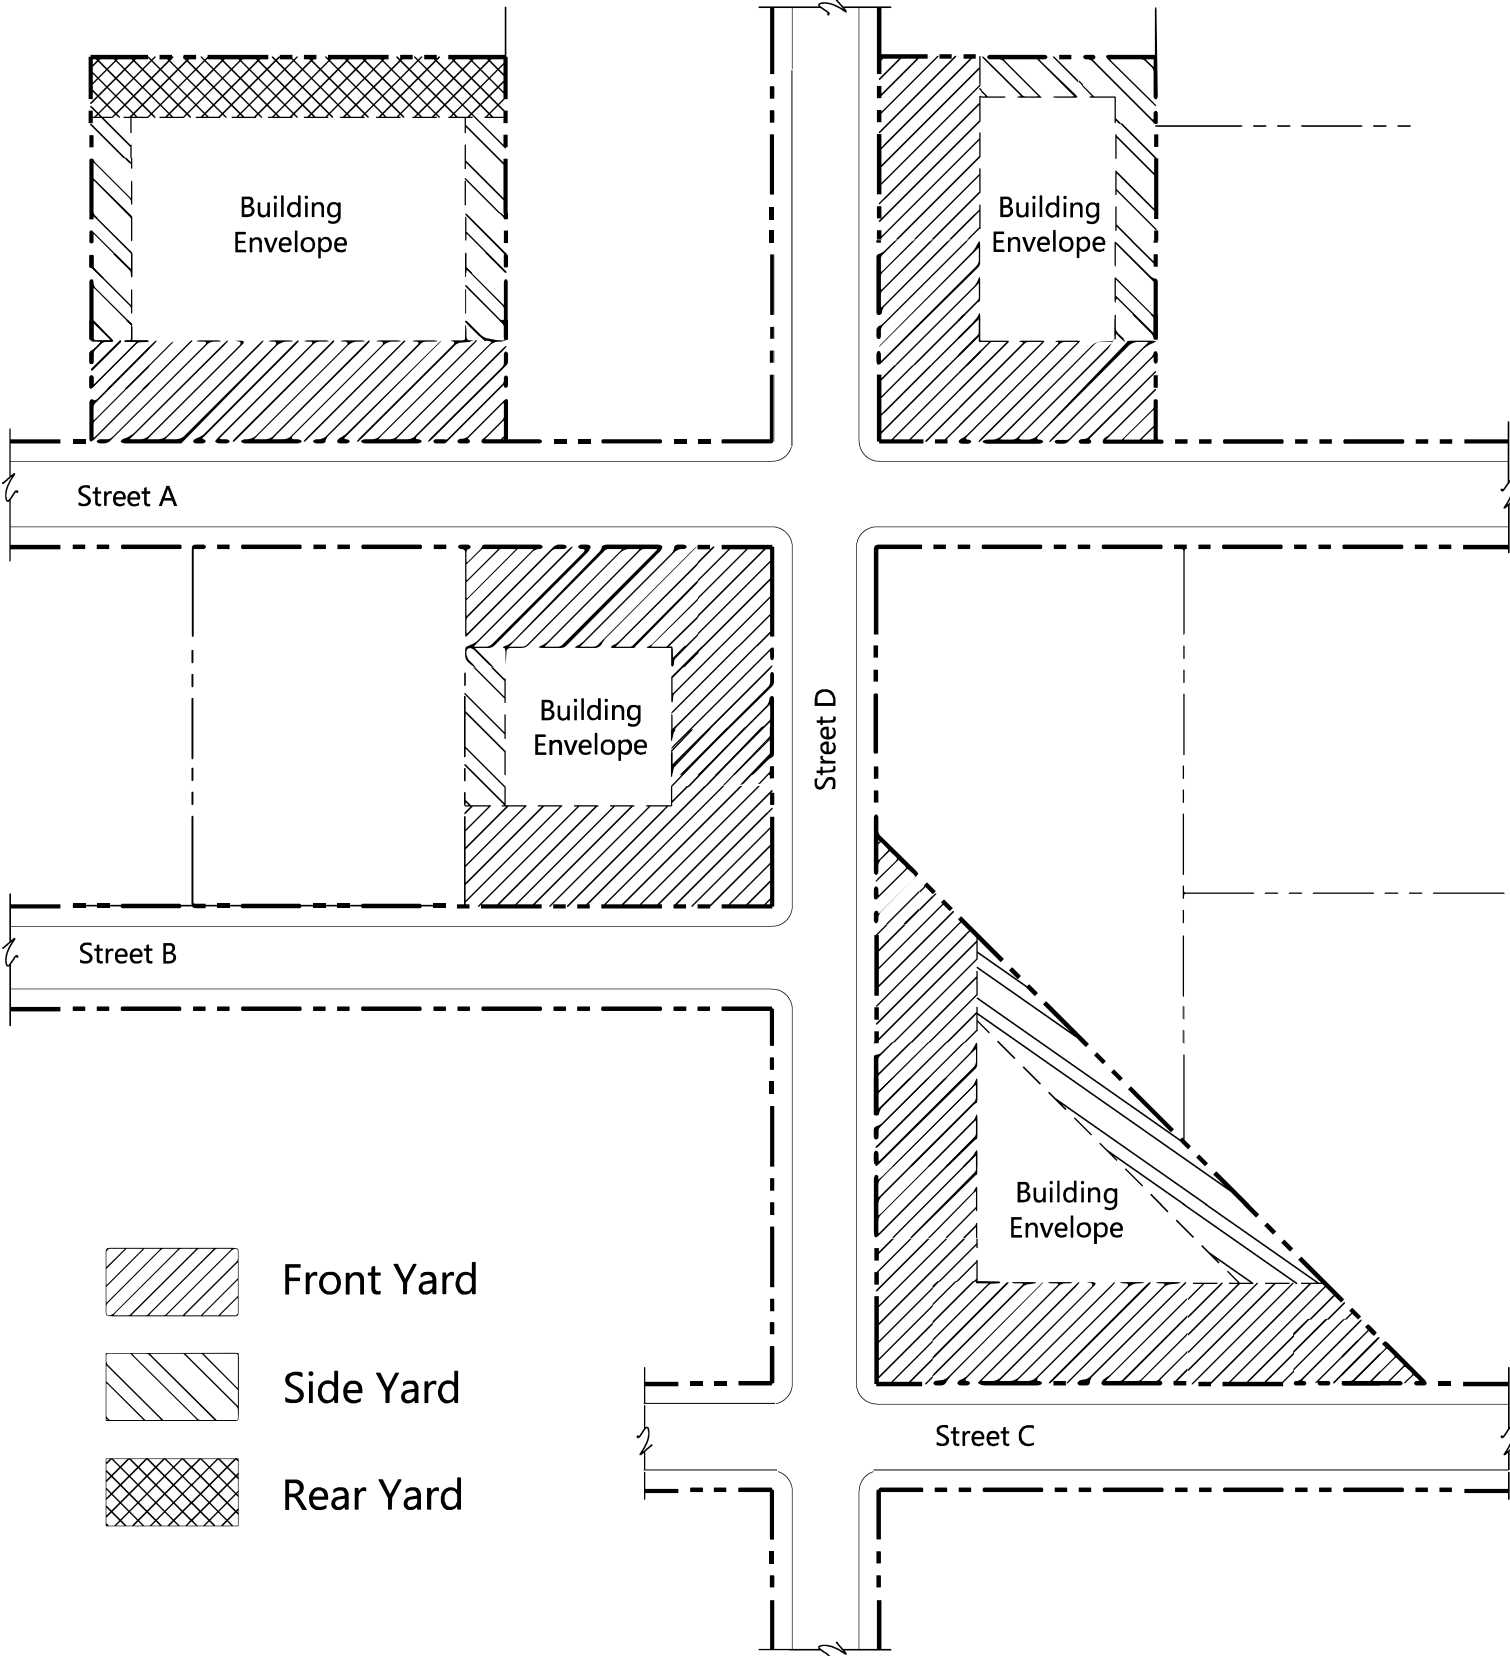 Building
Envelope
Building
Envelope
Street A
Building
Envelope
Street D
Street B
Building
Envelope
Front Yard
Side Yard
Street C
Rear Yard